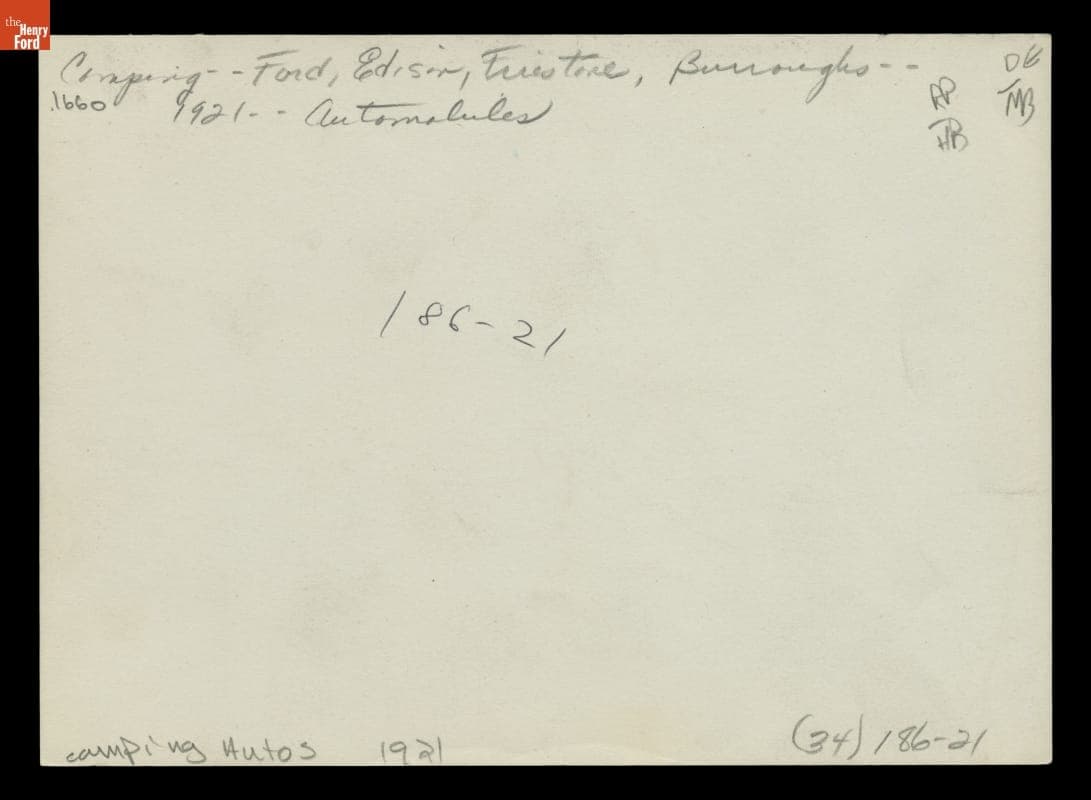 the
Henry
Ford
Camping-- Ford, Edison, Firestone, Burroughs--
.1660
1921-- Automobiles
RP
HB
MB
186-21
camping Autos 1921
(34) 186-21